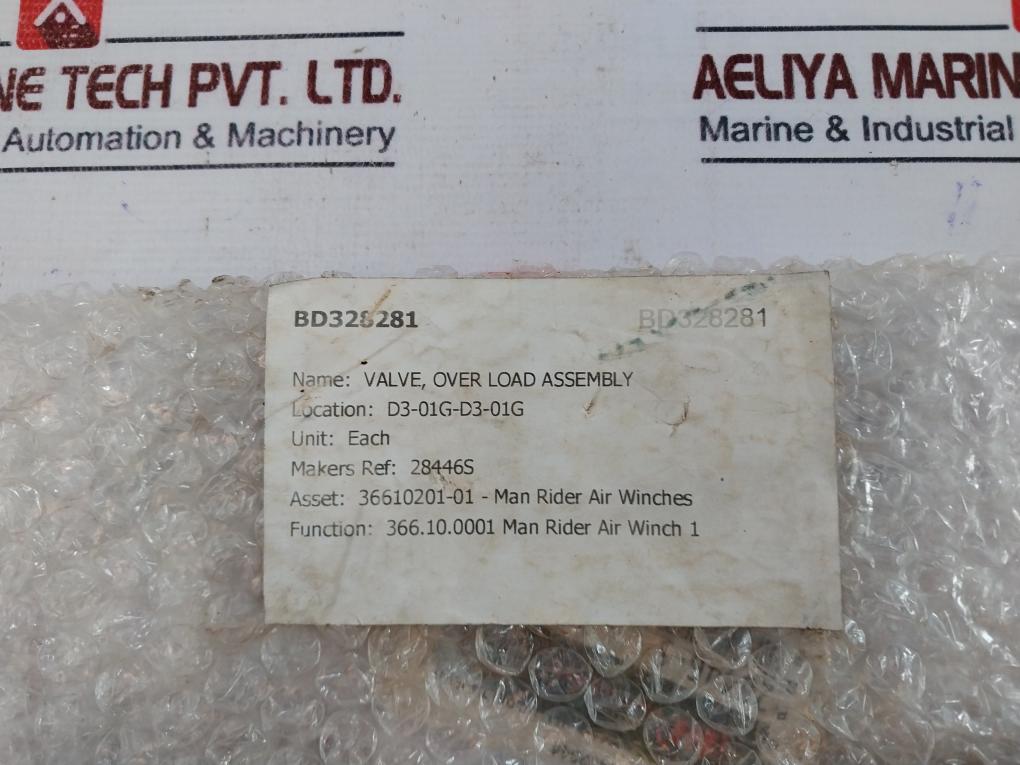 NE TECH PVT. LTD.
Automation & Machinery
AELIYA MARIN
Marine & Industrial
BD328281 BD328281
Name: VALVE, OVER LOAD ASSEMBLY
Location: D3-01G-D3-01G
Unit: Each
Makers Ref: 28446S
Asset: 36610201-01 - Man Rider Air Winches
Function: 366.10.0001 Man Rider Air Winch 1